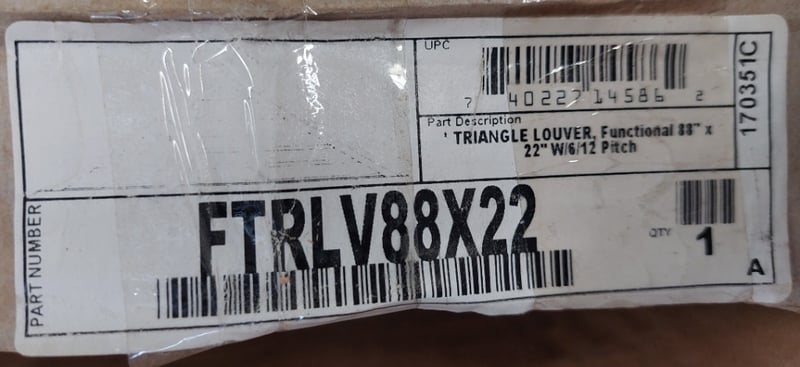 UPC
7 40227 14586 2
170351C
Part Description
' TRIANGLE LOUVER, Functional 88" x
22" W/6/12 Pitch
PART NUMBER
FTRLV88X22
QTY
1
A